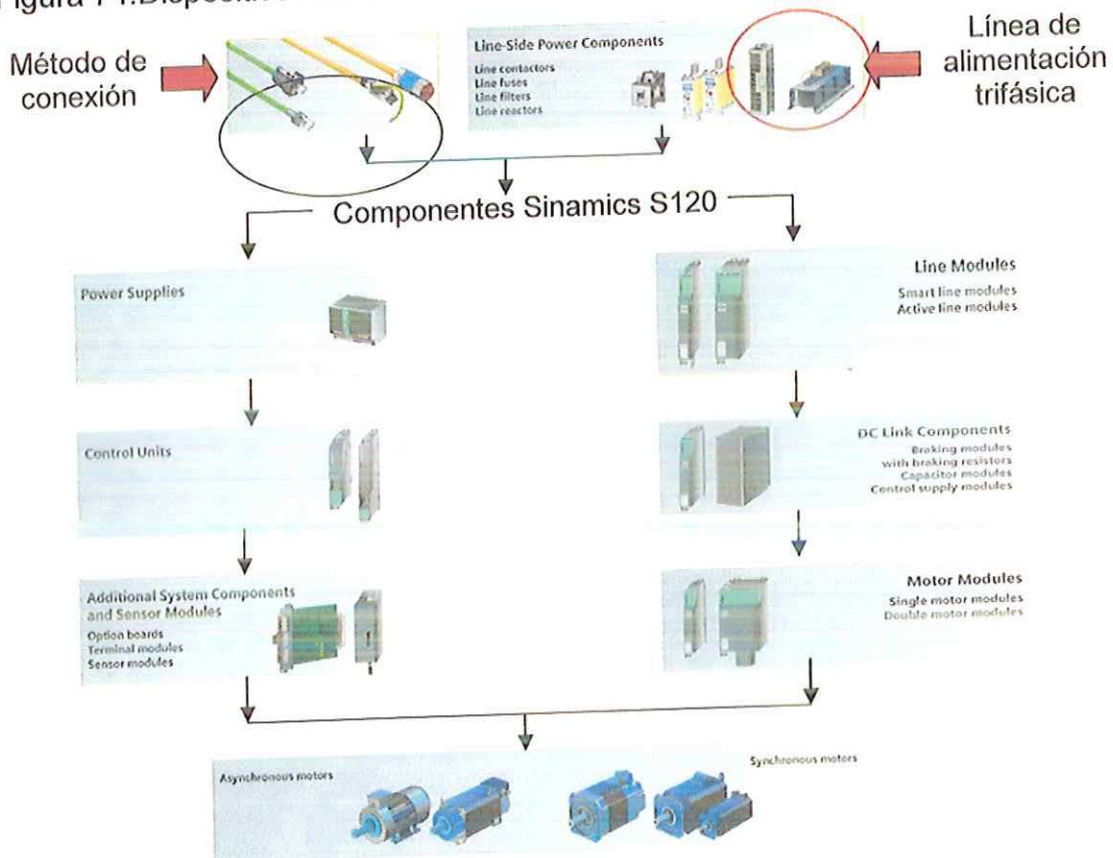 Figura 71.Dispositi
Método de
conexión
Line-Side Power Components
Line contactors
Line fuses
Line filters
Line reactors
Línea de
alimentación
trifásica
Componentes Sinamics S120
Power Supplies
Line Modules
Smart line modules
Active line modules
Control Units
DC Link Components
Braking modules
with braking resistors
Capacitor modules
Control supply modules
Additional System Components
and Sensor Modules
Option boards
Terminal modules
Sensor modules
Motor Modules
Single motor modules
Double motor modules
Asynchronous motors
Synchronous motors